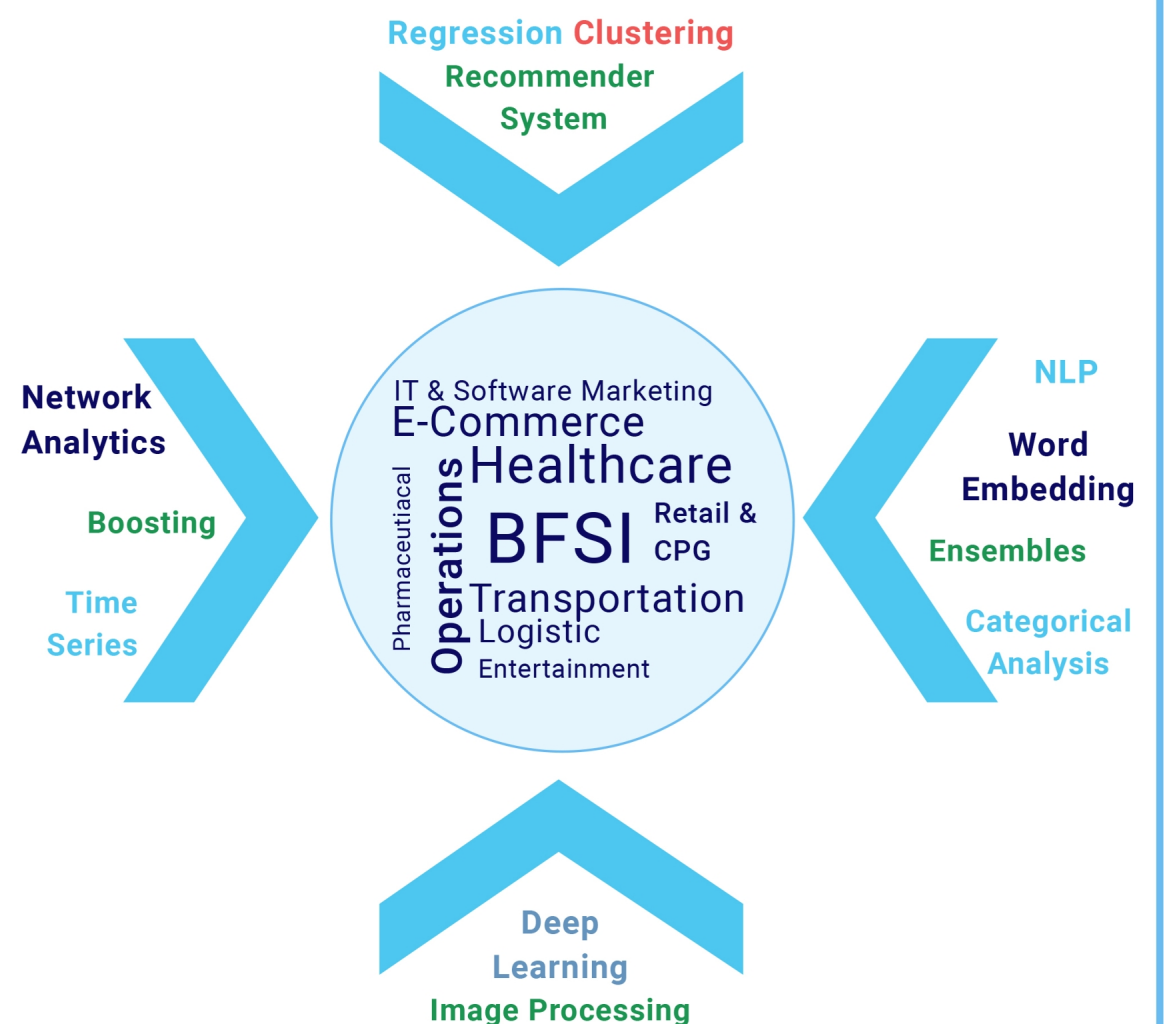 Regression Clustering
Recommender
System
Network
Analytics
Boosting
Time
Series
IT & Software Marketing
E-Commerce
Healthcare
Pharmaceutiacal
Operations
BFSI
Retail &
CPG
Transportation
Logistic
Entertainment
NLP
Word
Embedding
Ensembles
Categorical
Analysis
Deep
Learning
Image Processing